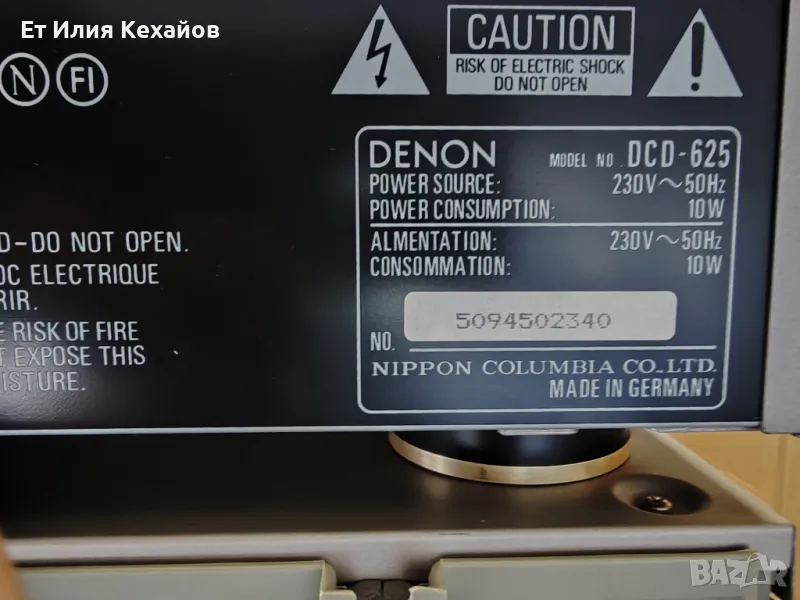 Ет Илия Кехайов
N FI
CAUTION
RISK OF ELECTRIC SHOCK
DO NOT OPEN
DENON MODEL NO. DCD-625
POWER SOURCE: 230V~50Hz
POWER CONSUMPTION: 10W
ALMENTATION: 230V~50Hz
CONSOMMATION: 10W
NO. 5094502340
NIPPON COLUMBIA CO.,LTD.
MADE IN GERMANY
D-DO NOT OPEN.
OC ELECTRIQUE
RIR.
E RISK OF FIRE
T EXPOSE THIS
ISTURE.
BAZAR